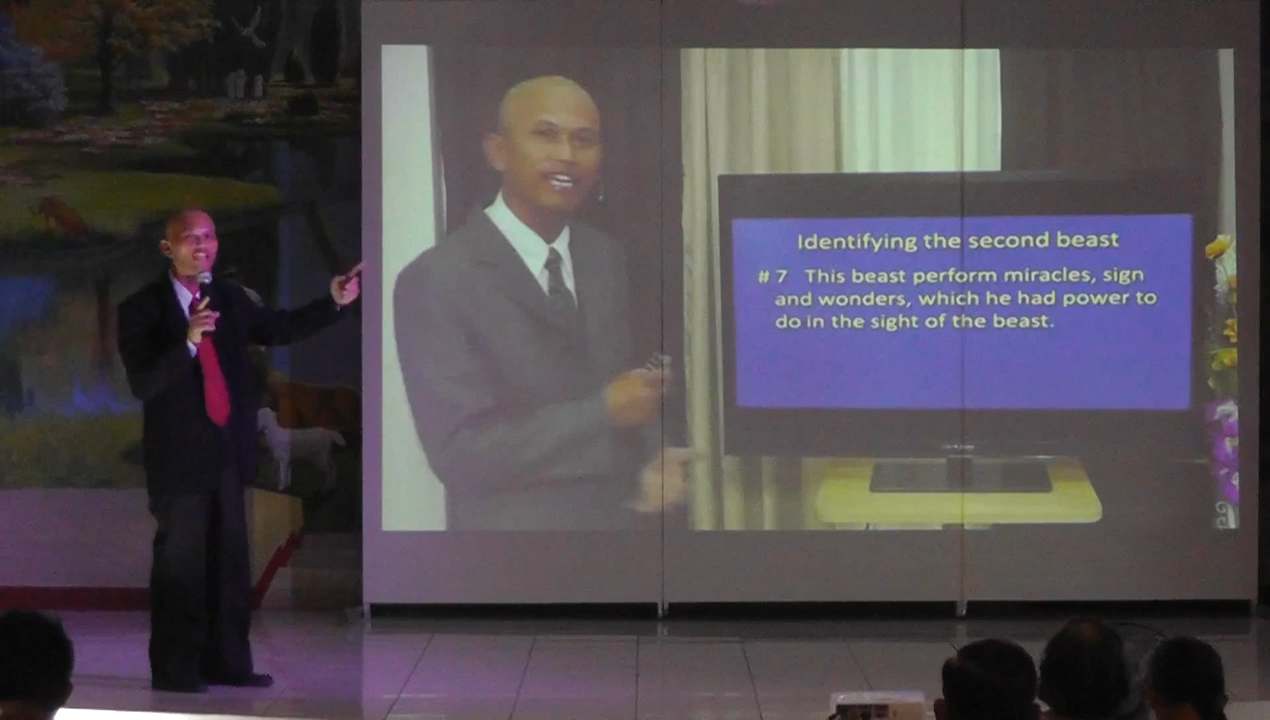 Identifying the second beast
# 7 This beast perform miracles, sign
and wonders, which he had power to
do in the sight of the beast.